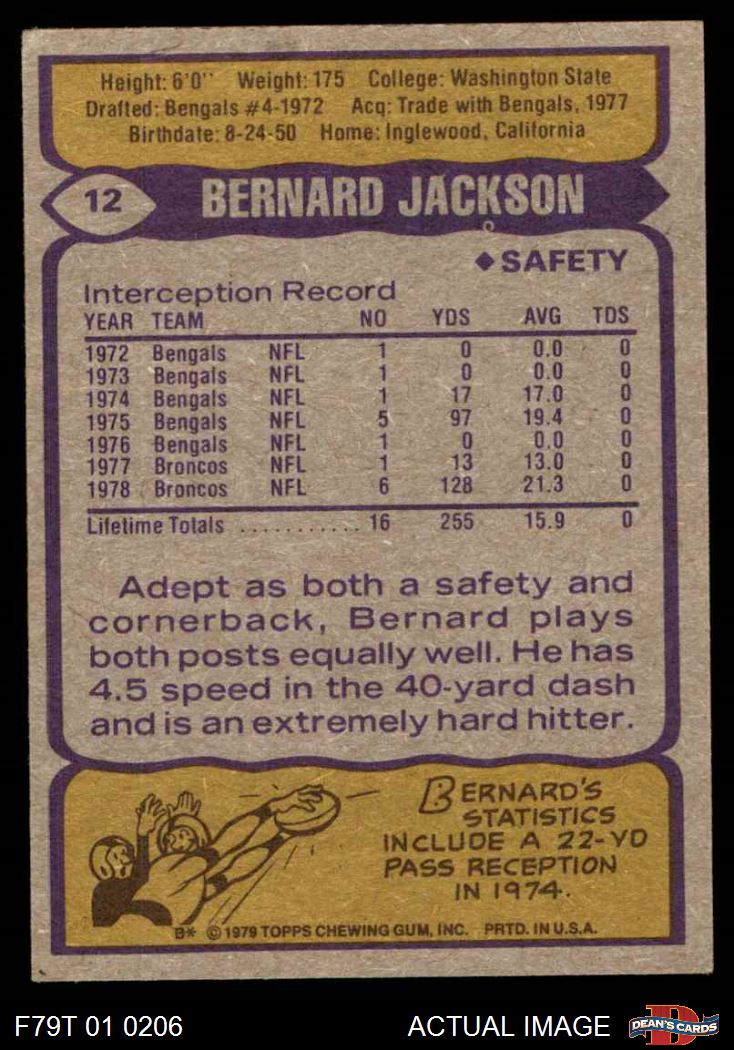 Height: 6'0" Weight: 175 College: Washington State
Drafted: Bengals #4-1972 Acq: Trade with Bengals, 1977
Birthdate: 8-24-50 Home: Inglewood, California
12 BERNARD JACKSON
◆SAFETY
Interception Record
YEAR TEAM NO YDS AVG TDS
1972 Bengals NFL 1 0 0.0 0
1973 Bengals NFL 1 0 0.0 0
1974 Bengals NFL 1 17 17.0 0
1975 Bengals NFL 5 97 19.4 0
1976 Bengals NFL 1 0 0.0 0
1977 Broncos NFL 1 13 13.0 0
1978 Broncos NFL 6 128 21.3 0
Lifetime Totals ........... 16 255 15.9 0
Adept as both a safety and
cornerback, Bernard plays
both posts equally well. He has
4.5 speed in the 40-yard dash
and is an extremely hard hitter.
BERNARD'S
STATISTICS
INCLUDE A 22-YD
PASS RECEPTION
IN 1974.
B* © 1979 TOPPS CHEWING GUM, INC. PRTD. IN U.S.A.
F79T 01 0206 ACTUAL IMAGE D DEAN'S CARDS